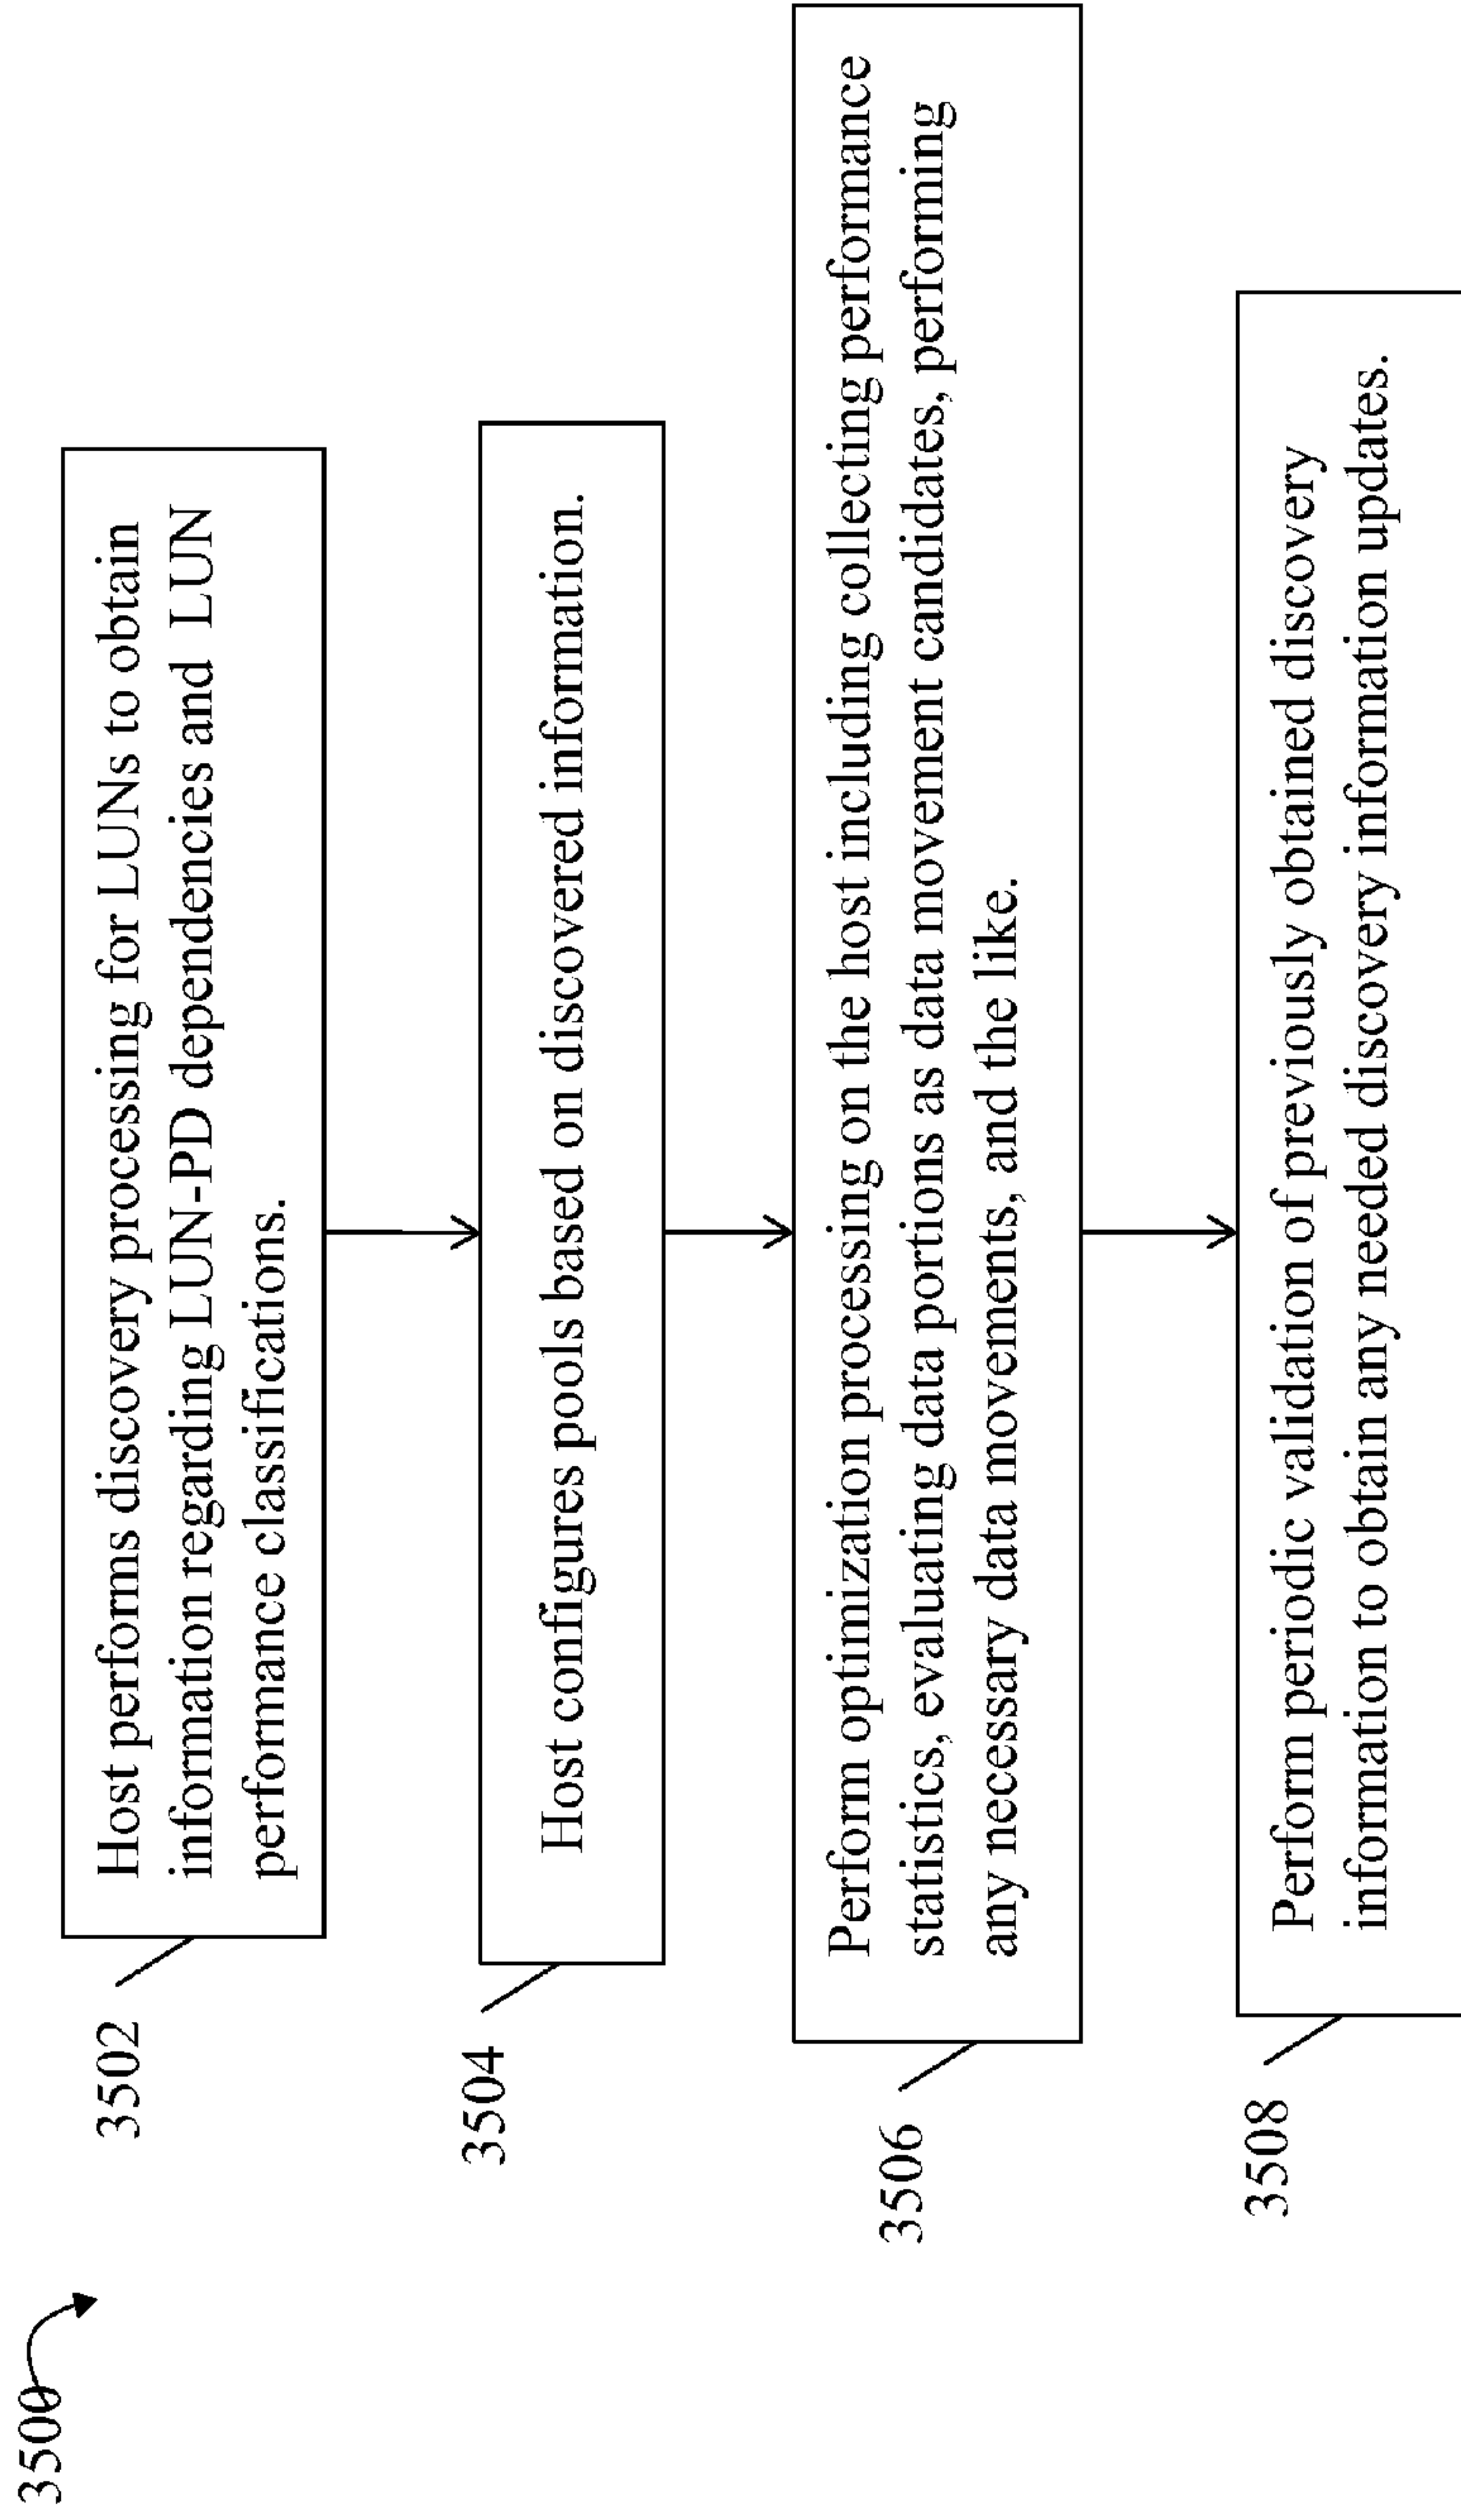 3500
3502
Host performs discovery processing for LUNs to obtain
information regarding LUN-PD dependencies and LUN
performance classifications.
3504
Host configures pools based on discovered information.
3506
Perform optimization processing on the host including collecting performance
statistics, evaluating data portions as data movement candidates, performing
any necessary data movements, and the like.
3508
Perform periodic validation of previously obtained discovery
information to obtain any needed discovery information updates.